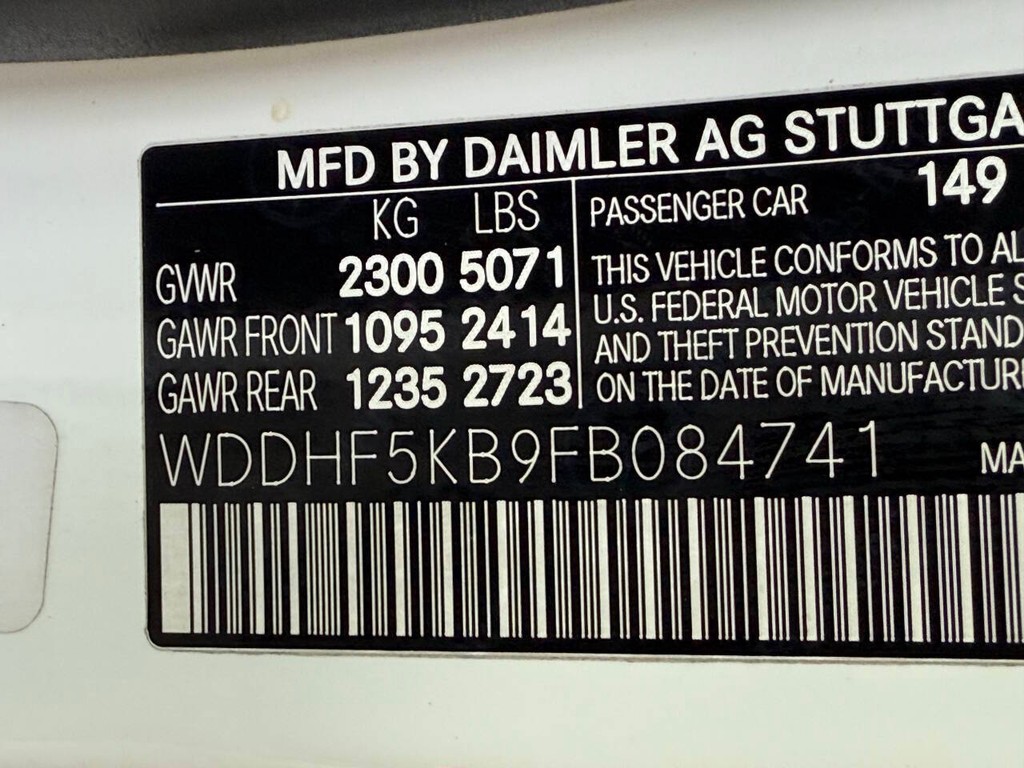 MFD BY DAIMLER AG STUTTGA
KG LBS
GVWR 2300 5071
GAWR FRONT 1095 2414
GAWR REAR 1235 2723
PASSENGER CAR 149
THIS VEHICLE CONFORMS TO AL
U.S. FEDERAL MOTOR VEHICLE S
AND THEFT PREVENTION STAND
ON THE DATE OF MANUFACTUR
WDDHF5KB9FB084741 MA